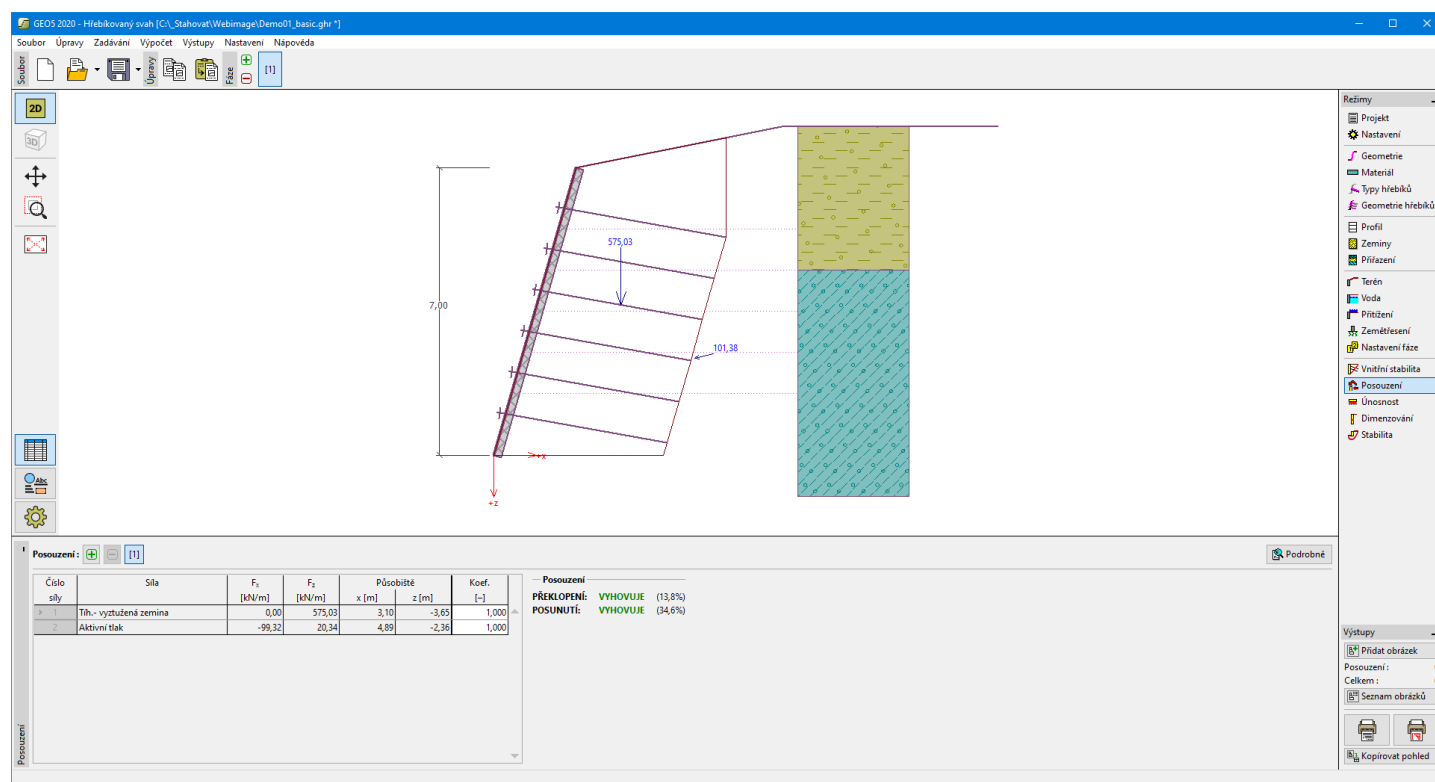 GEO5 2020 - Hřebíkovaný svah [C:\_Stahovat\Webimage\Demo01_basic.ghr *]
Soubor Úpravy Zadávání Výpočet Výstupy Nastavení Nápověda
Soubor
Úpravy
Fáze
[1]
2D
3D
Abc
7,00
575,03
101,38
+x
+z
Režimy
Projekt
Nastavení
Geometrie
Materiál
Typy hřebíků
Geometrie hřebíků
Profil
Zeminy
Přiřazení
Terén
Voda
Přitížení
Zemětřesení
Nastavení fáze
Vnitřní stabilita
Posouzení
Únosnost
Dimenzování
Stabilita
Posouzení : [1]
Podrobně
Číslo síly Síla Fx [kN/m] Fz [kN/m] Působiště x [m] z [m] Koef. [–]
> 1 Tíh.- vyztužená zemina 0,00 575,03 3,10 -3,65 1,000
2 Aktivní tlak -99,32 20,34 4,89 -2,36 1,000
Posouzení
PŘEKLOPENÍ: VYHOVUJE (13,8%)
POSUNUTÍ: VYHOVUJE (34,6%)
Posouzení
Výstupy
Přidat obrázek
Posouzení :
Celkem :
Seznam obrázků
Kopírovat pohled